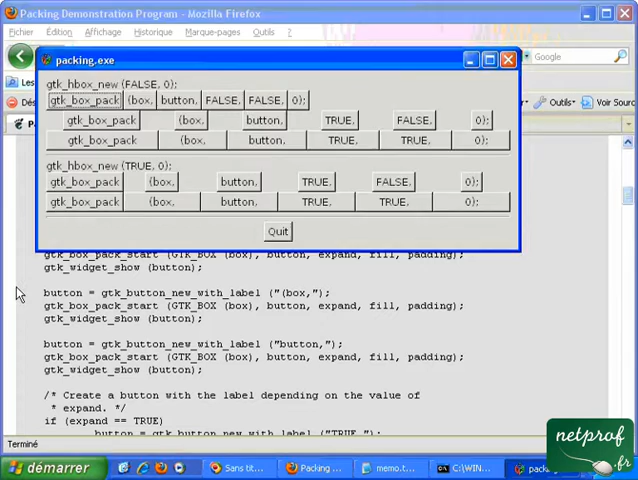 Packing Demonstration Program - Mozilla Firefox
Fichier Édition Affichage Historique Marque-pages Outils ?
Google
packing.exe
Les
Dés
Outils
Voir Sourc
gtk_hbox_new (FALSE, 0);
gtk_box_pack (box, button, FALSE, FALSE, 0);
gtk_box_pack (box, button, TRUE, FALSE, 0);
gtk_box_pack (box, button, TRUE, TRUE, 0);
gtk_hbox_new (TRUE, 0);
gtk_box_pack (box, button, TRUE, FALSE, 0);
gtk_box_pack (box, button, TRUE, TRUE, 0);
Quit
gtk_box_pack_start (GTK_BOX (box), button, expand, fill, padding);
gtk_widget_show (button);
button = gtk_button_new_with_label ("(box,");
gtk_box_pack_start (GTK_BOX (box), button, expand, fill, padding);
gtk_widget_show (button);
button = gtk_button_new_with_label ("button,");
gtk_box_pack_start (GTK_BOX (box), button, expand, fill, padding);
gtk_widget_show (button);
/* Create a button with the label depending on the value of
* expand. */
if (expand == TRUE)
button = gtk_button_new_with_label ("TRUE,");
Terminé
netprof
.fr
démarrer
Sans tit...
Packing ...
memo.t...
C:\WIN...
packi